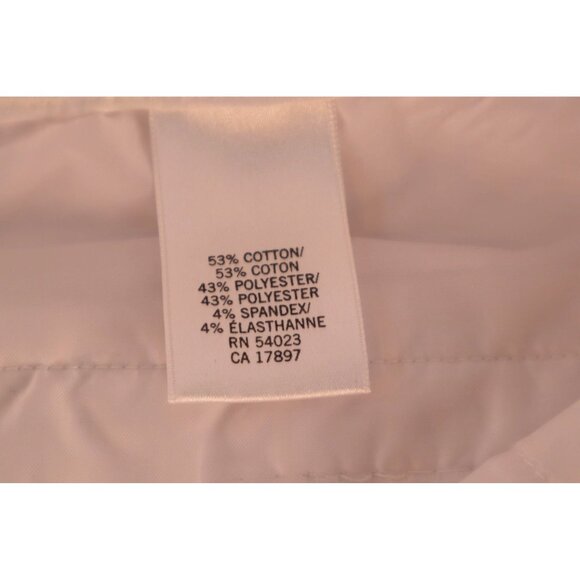 53% COTTON/
53% COTON
43% POLYESTER/
43% POLYESTER
4% SPANDEX/
4% ÉLASTHANNE
RN 54023
CA 17897